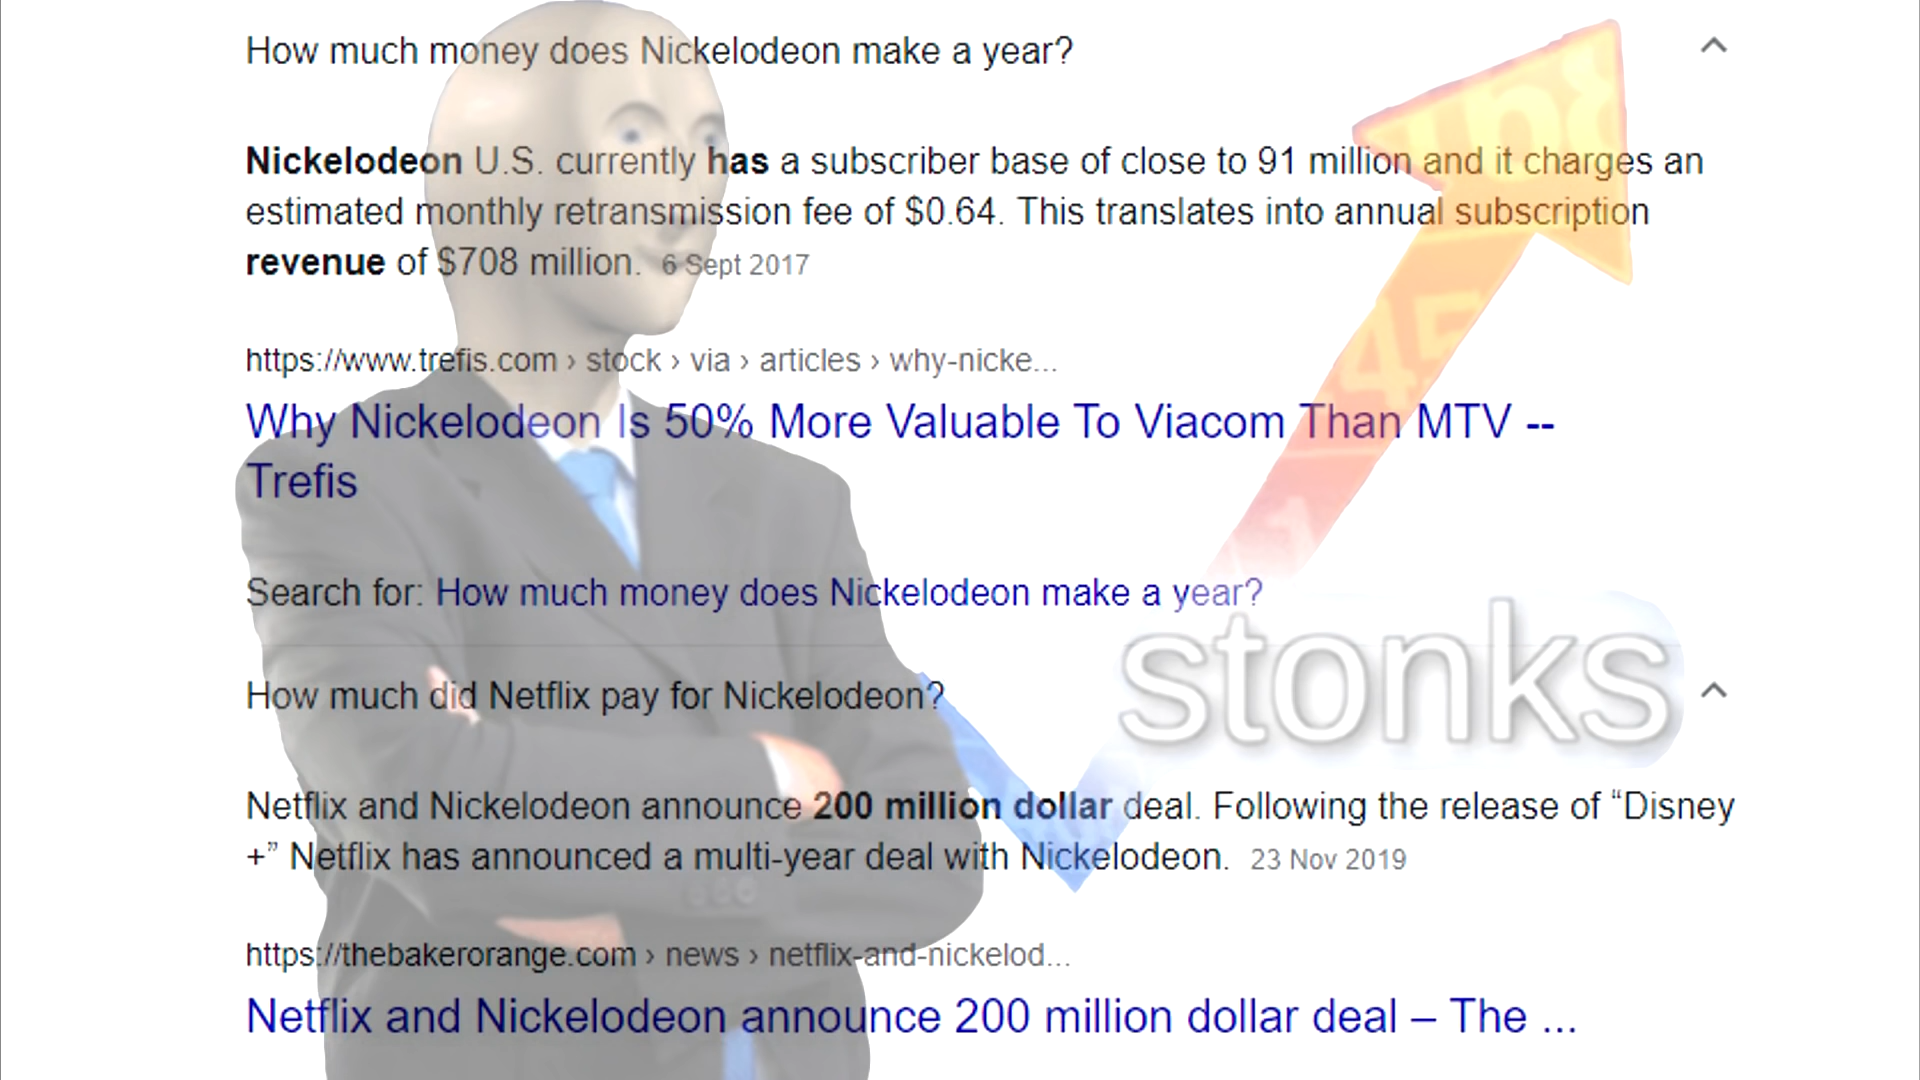 How much money does Nickelodeon make a year?
Nickelodeon U.S. currently has a subscriber base of close to 91 million and it charges an
estimated monthly retransmission fee of $0.64. This translates into annual subscription
revenue of $708 million. 6 Sept 2017
https://www.trefis.com › stock › via › articles › why-nicke...
Why Nickelodeon Is 50% More Valuable To Viacom Than MTV --
Trefis
Search for: How much money does Nickelodeon make a year?
stonks
How much did Netflix pay for Nickelodeon?
Netflix and Nickelodeon announce 200 million dollar deal. Following the release of “Disney
+” Netflix has announced a multi-year deal with Nickelodeon. 23 Nov 2019
https://thebakerorange.com › news › netflix-and-nickelod...
Netflix and Nickelodeon announce 200 million dollar deal – The ...